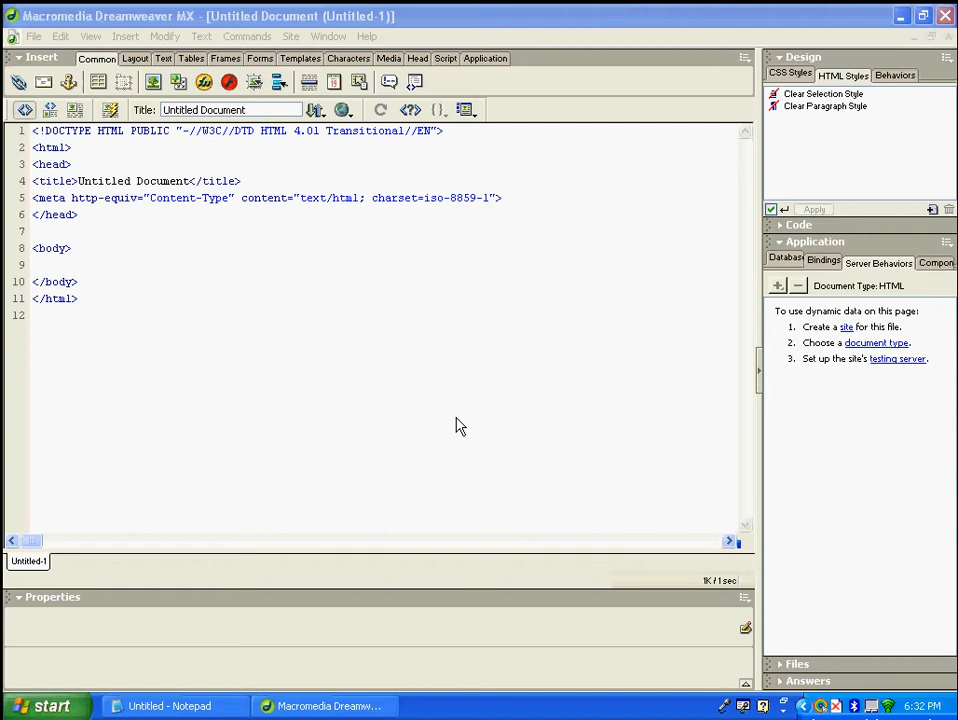 Macromedia Dreamweaver MX - [Untitled Document (Untitled-1)]
File Edit View Insert Modify Text Commands Site Window Help
Insert Common Layout Text Tables Frames Forms Templates Characters Media Head Script Application
Title: Untitled Document
1 <!DOCTYPE HTML PUBLIC "-//W3C//DTD HTML 4.01 Transitional//EN">
2 <html>
3 <head>
4 <title>Untitled Document</title>
5 <meta http-equiv="Content-Type" content="text/html; charset=iso-8859-1">
6 </head>
7
8 <body>
9
10 </body>
11 </html>
12
Untitled-1
1K / 1 sec
Properties
Design
CSS Styles HTML Styles Behaviors
Clear Selection Style
Clear Paragraph Style
Apply
Code
Application
Databas Bindings Server Behaviors Compon
Document Type: HTML
To use dynamic data on this page:
1. Create a site for this file.
2. Choose a document type.
3. Set up the site's testing server.
Files
Answers
start Untitled - Notepad Macromedia Dreamw... 6:32 PM